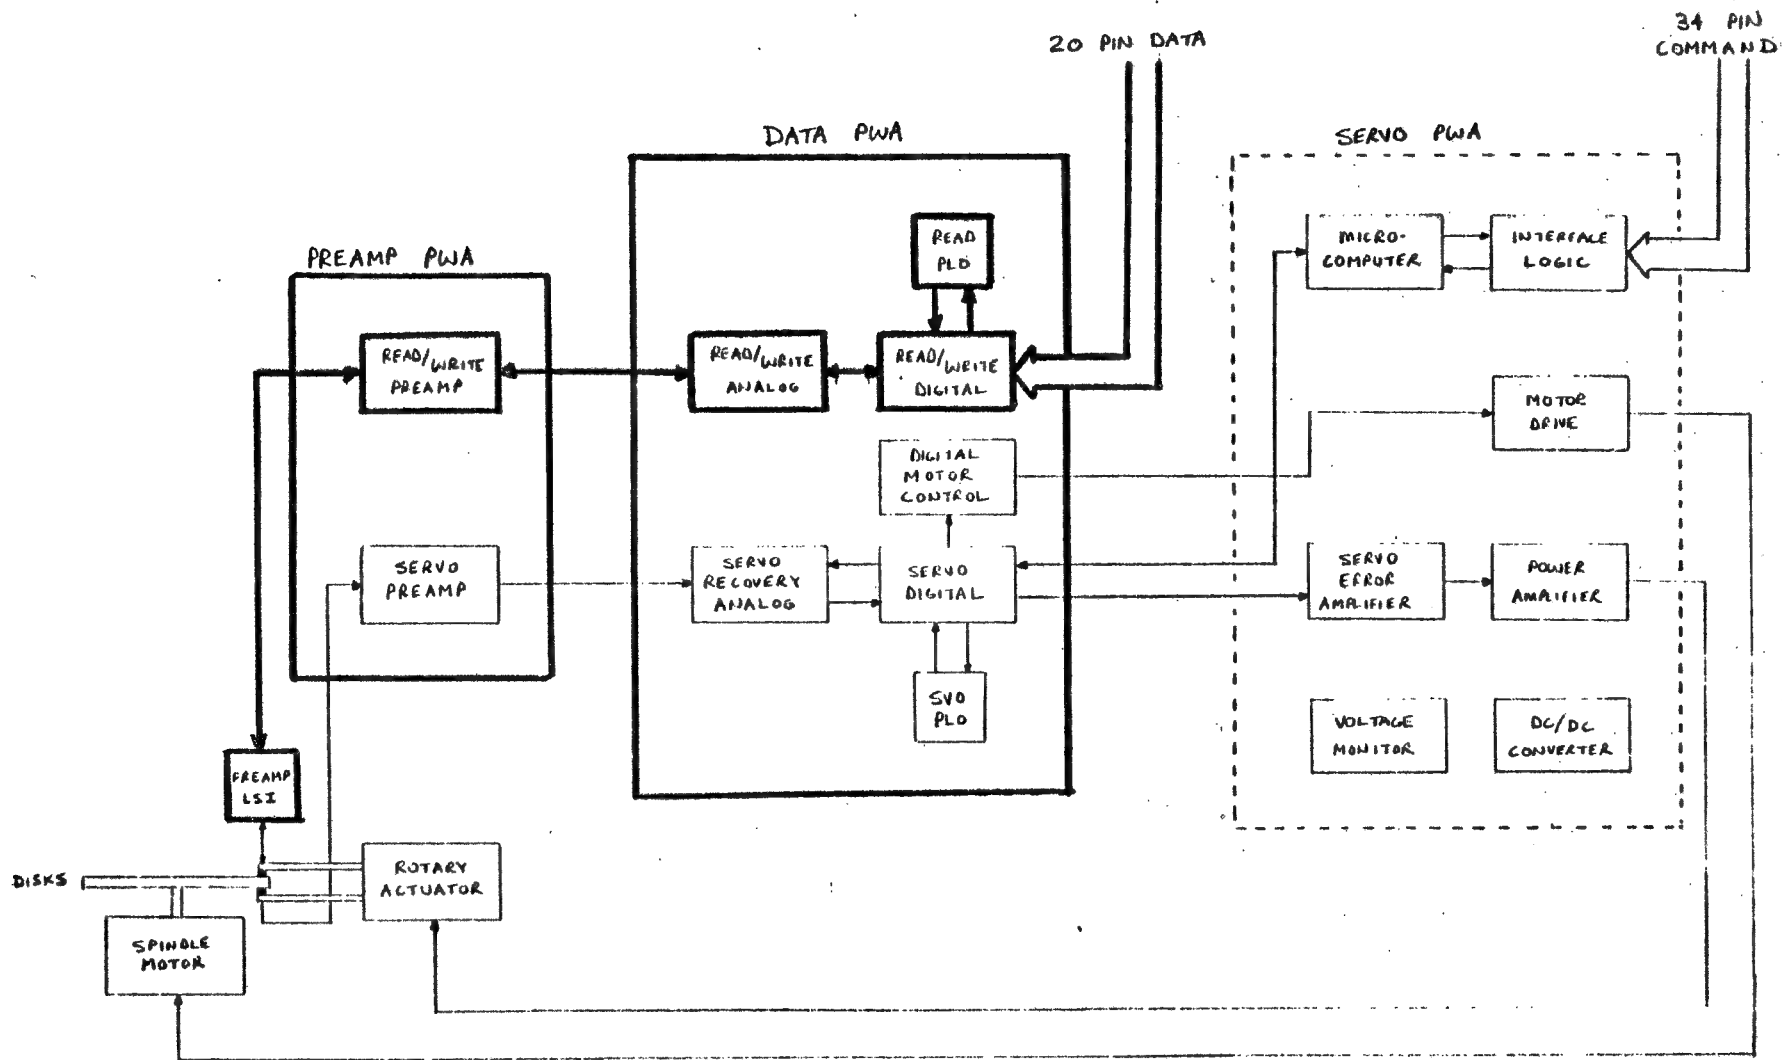 20 PIN DATA
34 PIN
COMMAND
DATA PWA
SERVO PWA
PREAMP PWA
READ
PLO
MICRO-
COMPUTER
INTERFACE
LOGIC
READ/WRITE
PREAMP
READ/WRITE
ANALOG
READ/WRITE
DIGITAL
MOTOR
DRIVE
DIGITAL
MOTOR
CONTROL
SERVO
PREAMP
SERVO
RECOVERY
ANALOG
SERVO
DIGITAL
SERVO
ERROR
AMPLIFIER
POWER
AMPLIFIER
SVO
PLO
VOLTAGE
MONITOR
DC/DC
CONVERTER
PREAMP
LSI
DISKS
ROTARY
ACTUATOR
SPINDLE
MOTOR